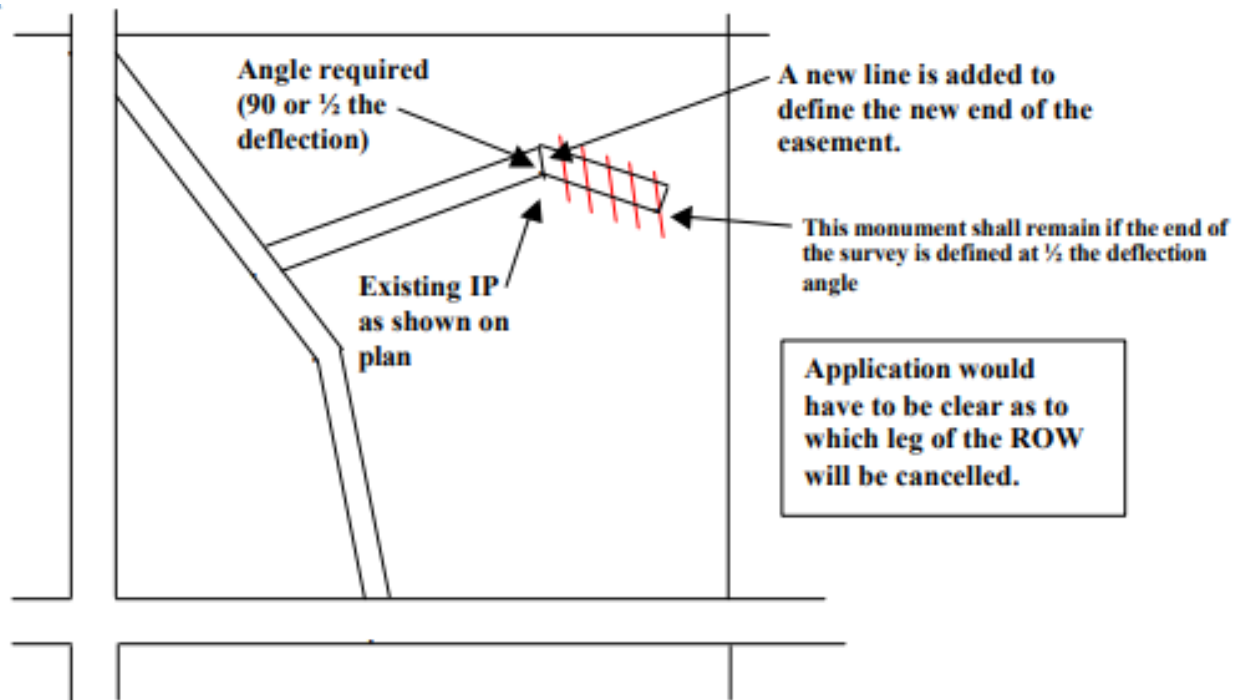 Angle required
(90 or ½ the
deflection)
A new line is added to
define the new end of the
easement.
This monument shall remain if the end of
the survey is defined at ½ the deflection
angle
Existing IP
as shown on
plan
Application would
have to be clear as to
which leg of the ROW
will be cancelled.